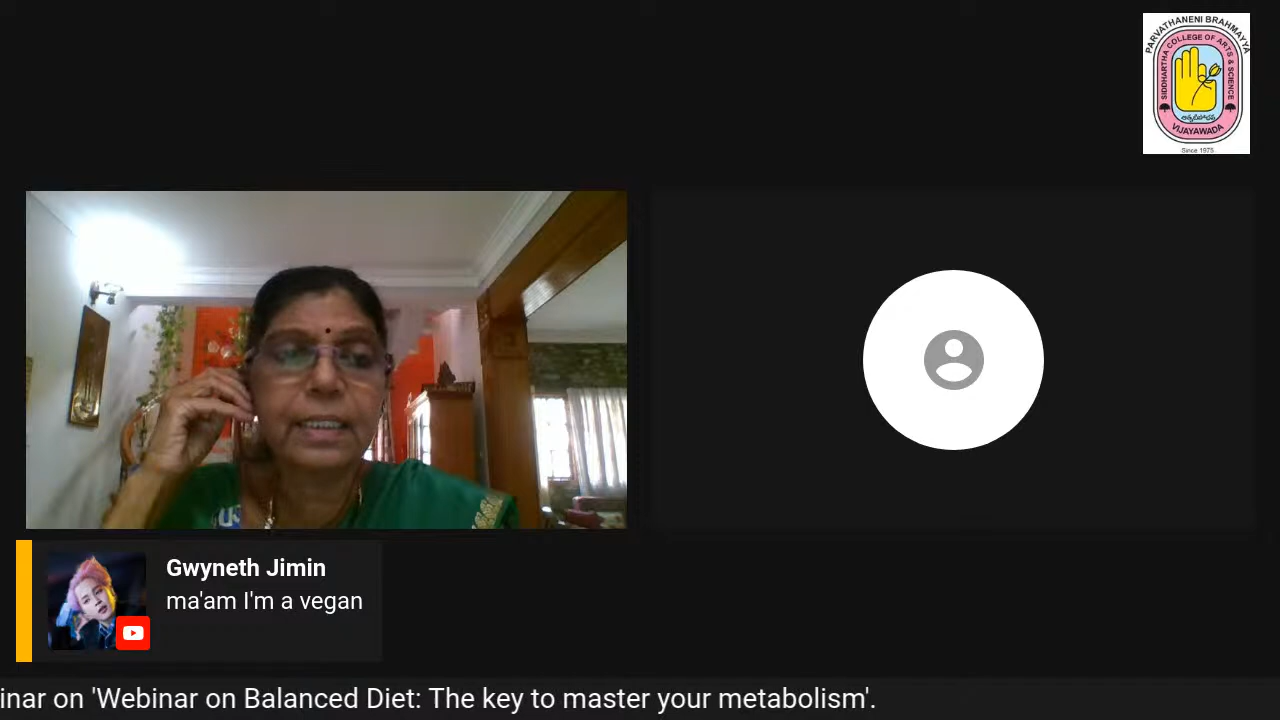 PARVATHANENI BRAHMAYYA
SIDDHARTHA COLLEGE OF ARTS & SCIENCE
VIJAYAWADA
Since 1975
Gwyneth Jimin
ma'am I'm a vegan
inar on 'Webinar on Balanced Diet: The key to master your metabolism'.